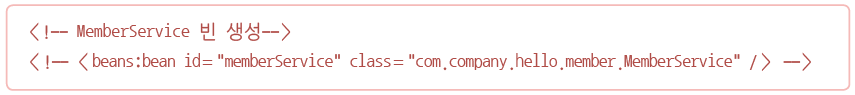 <!-- MemberService 빈 생성-->
<!-- <beans:bean id="memberService" class="com.company.hello.member.MemberService" /> -->